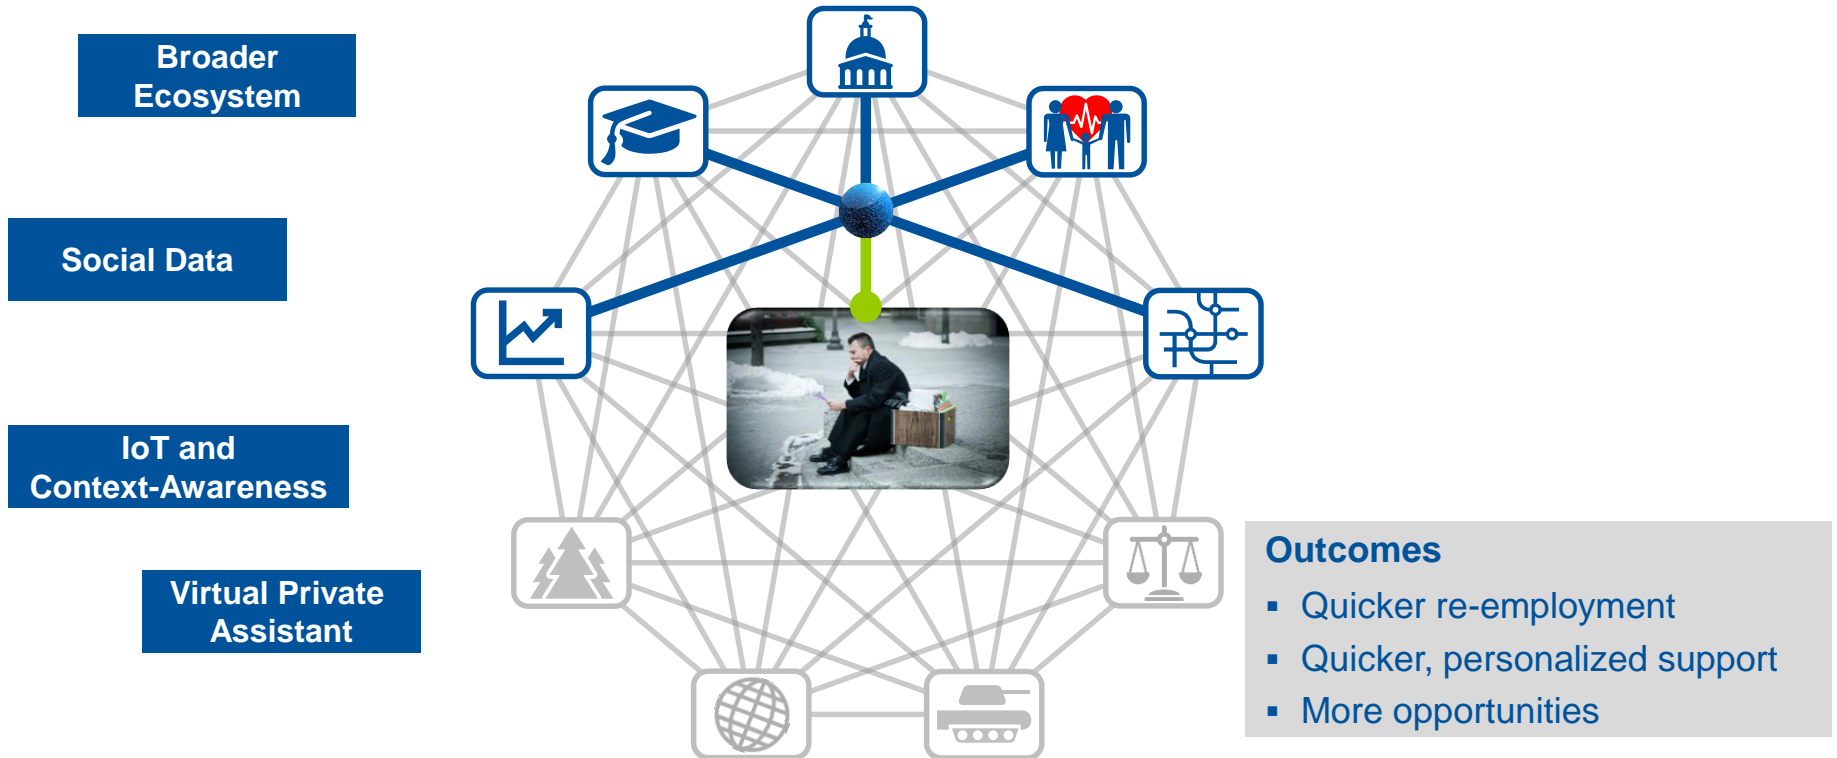 Broader
Ecosystem
Social Data
IoT and
Context-Awareness
Virtual Private
Assistant
Outcomes
▪ Quicker re-employment
▪ Quicker, personalized support
▪ More opportunities